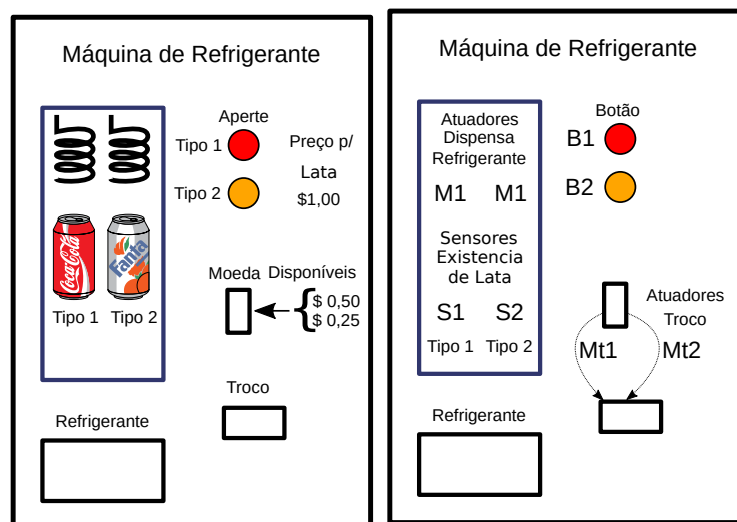 Máquina de Refrigerante
Aperte
Tipo 1
Tipo 2
Preço p/
Lata
$1,00
Coca-Cola
Fanta
Tipo 1 Tipo 2
Moeda Disponíveis
$ 0,50
$ 0,25
Troco
Refrigerante
Máquina de Refrigerante
Atuadores
Dispensa
Refrigerante
M1 M1
Sensores
Existencia
de Lata
S1 S2
Tipo 1 Tipo 2
Botão
B1
B2
Atuadores
Troco
Mt1 Mt2
Refrigerante